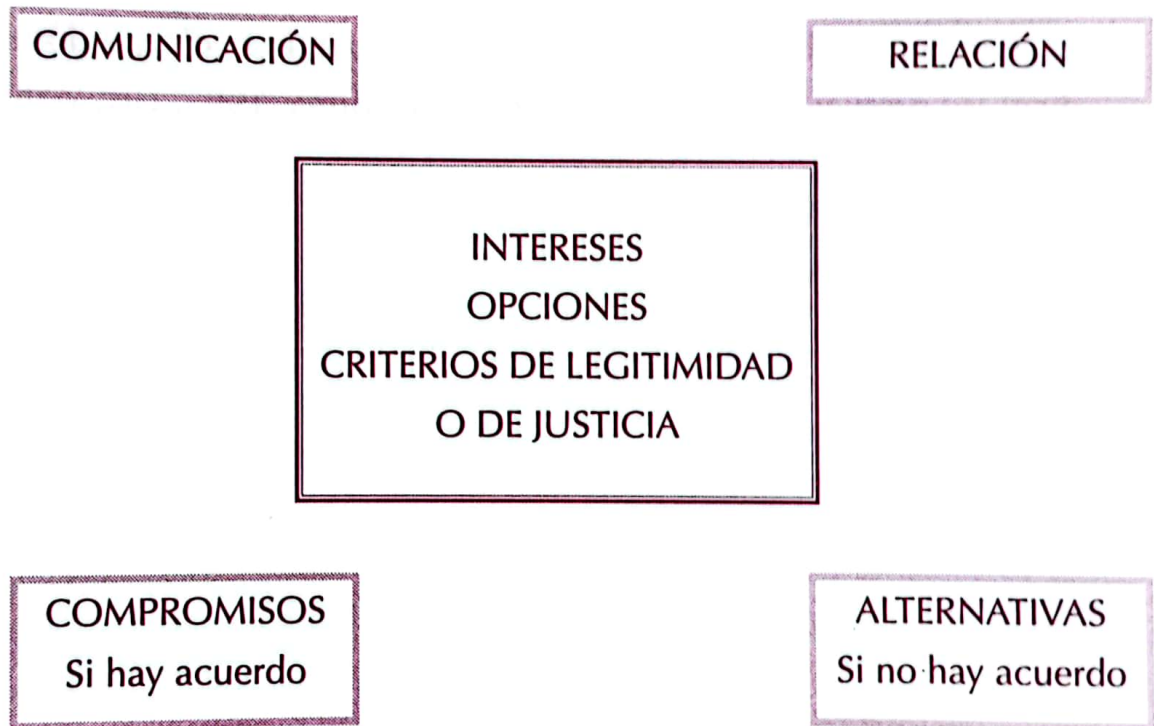 COMUNICACIÓN
RELACIÓN
INTERESES
OPCIONES
CRITERIOS DE LEGITIMIDAD
O DE JUSTICIA
COMPROMISOS
Si hay acuerdo
ALTERNATIVAS
Si no hay acuerdo